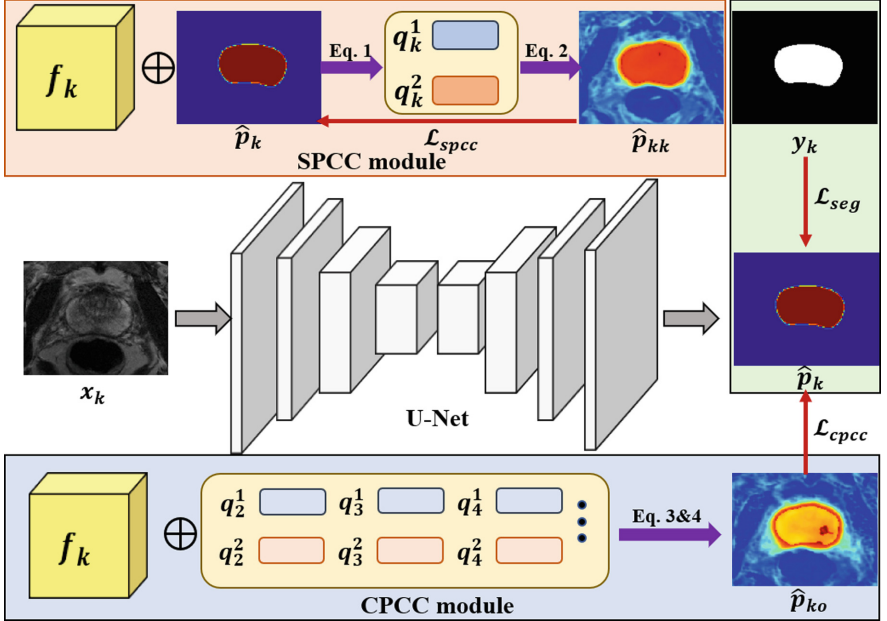 f_k
⊕
p̂_k
Eq. 1
q_k^1
q_k^2
Eq. 2
p̂_kk
ℒ_spcc
SPCC module
y_k
ℒ_seg
p̂_k
x_k
U-Net
ℒ_cpcc
f_k
⊕
q_2^1 q_3^1 q_4^1
q_2^2 q_3^2 q_4^2
Eq. 3&4
p̂_ko
CPCC module